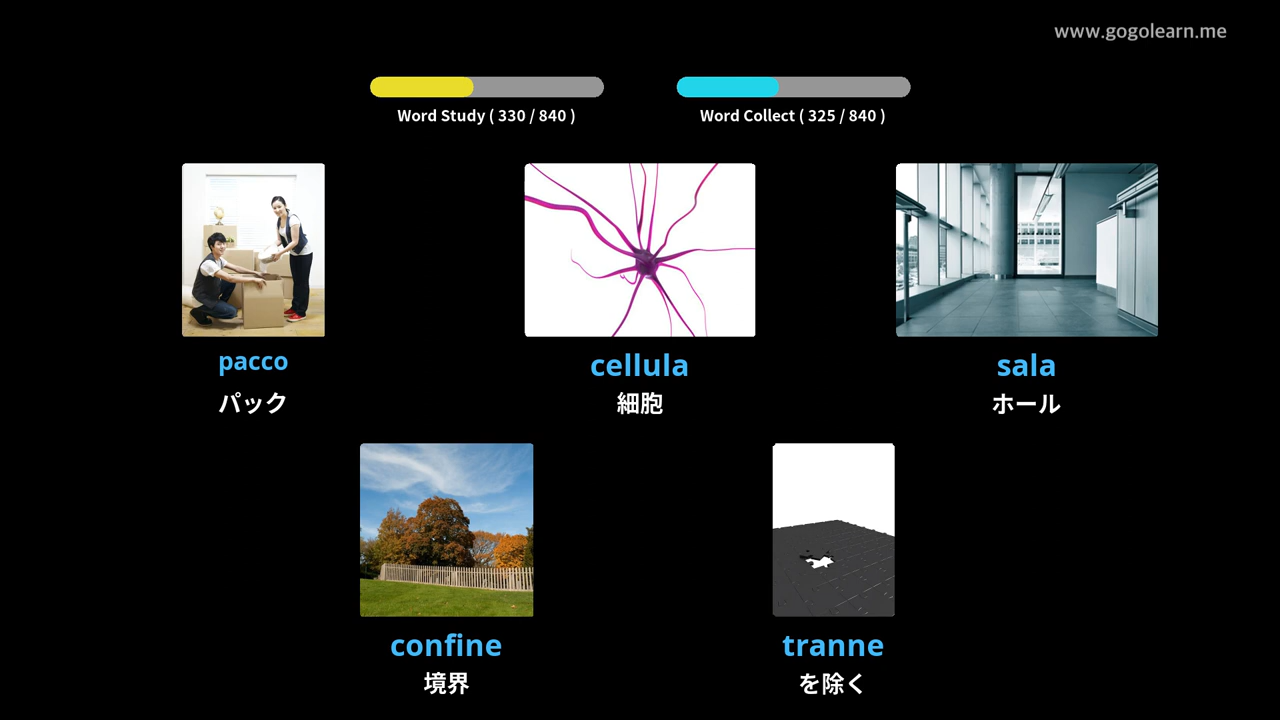 www.gogolearn.me
Word Study ( 330 / 840 )
Word Collect ( 325 / 840 )
pacco
パック
cellula
細胞
sala
ホール
confine
境界
tranne
を除く